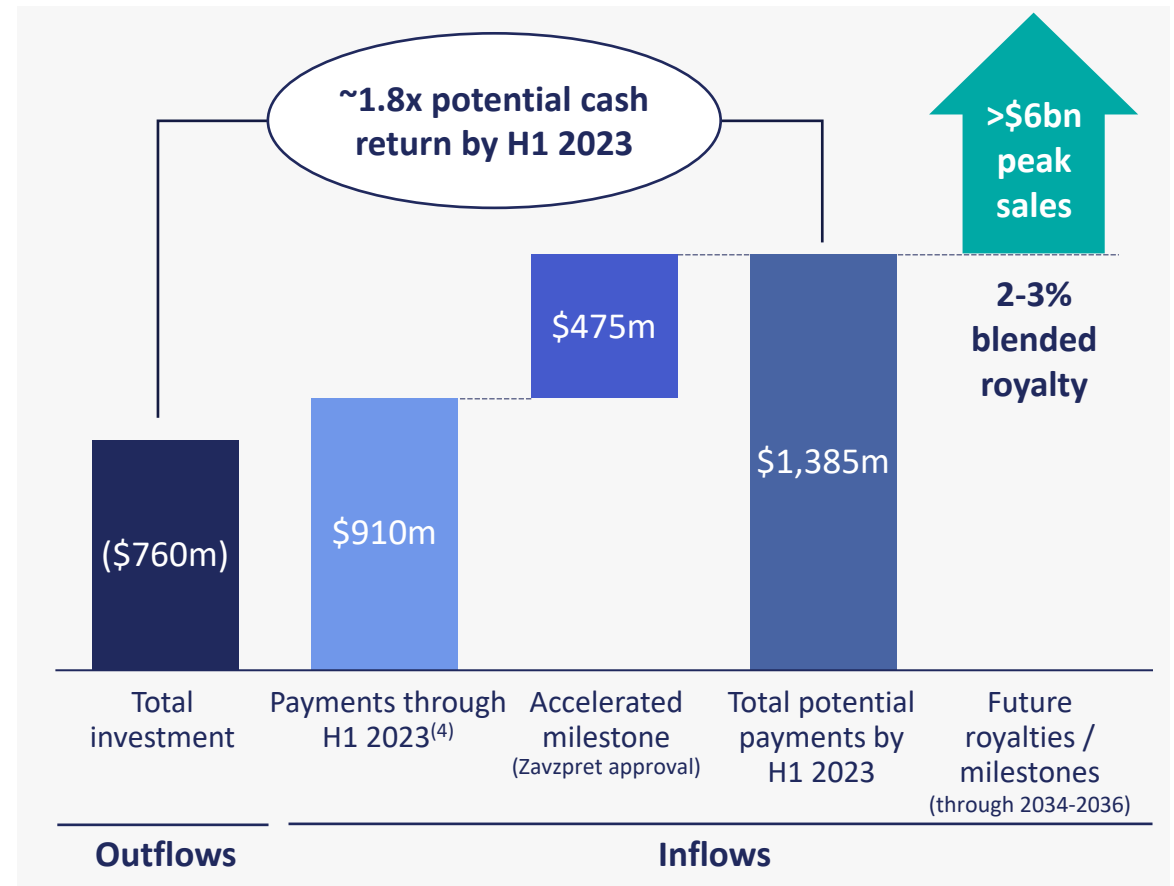 ~1.8x potential cash
return by H1 2023
>$6bn
peak
sales
2-3%
blended
royalty
$475m
$1,385m
$910m
($760m)
Total
investment
Payments through
H1 2023(4)
Accelerated
milestone
(Zavzpret approval)
Total potential
payments by
H1 2023
Future
royalties /
milestones
(through 2034-2036)
Outflows
Inflows